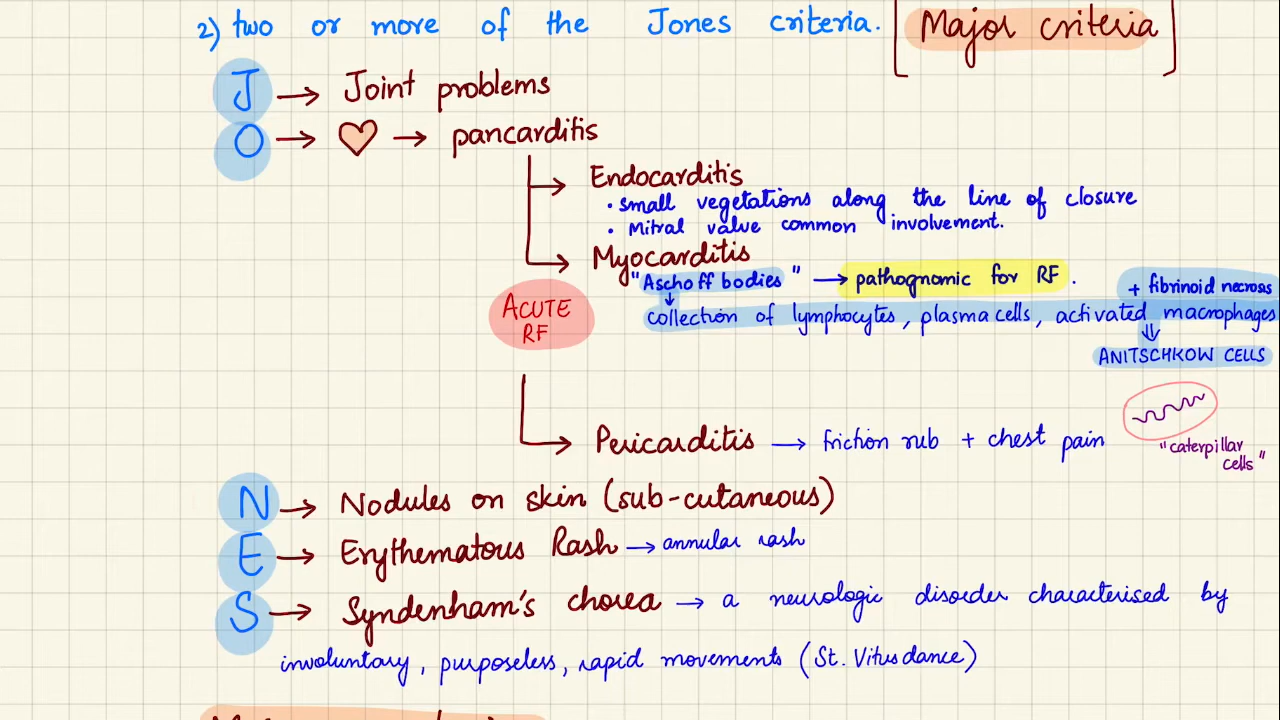 2) two or more of the Jones criteria. [Major criteria]
J → Joint problems
O → ♡ → pancarditis
→ Endocarditis
• small vegetations along the line of closure
• Mitral valve common involvement.
→ Myocarditis
"Aschoff bodies" → pathognomic for RF.
+ fibrinoid necrosis
ACUTE RF
collection of lymphocytes, plasma cells, activated macrophages
ANITSCHKOW CELLS
→ Pericarditis → friction rub + chest pain
"caterpillar
cells"
N → Nodules on skin (sub-cutaneous)
E → Erythematous Rash → annular rash
S → Syndenham's chorea → a neurologic disorder characterised by
involuntary, purposeless, rapid movements (St. Vitus dance)